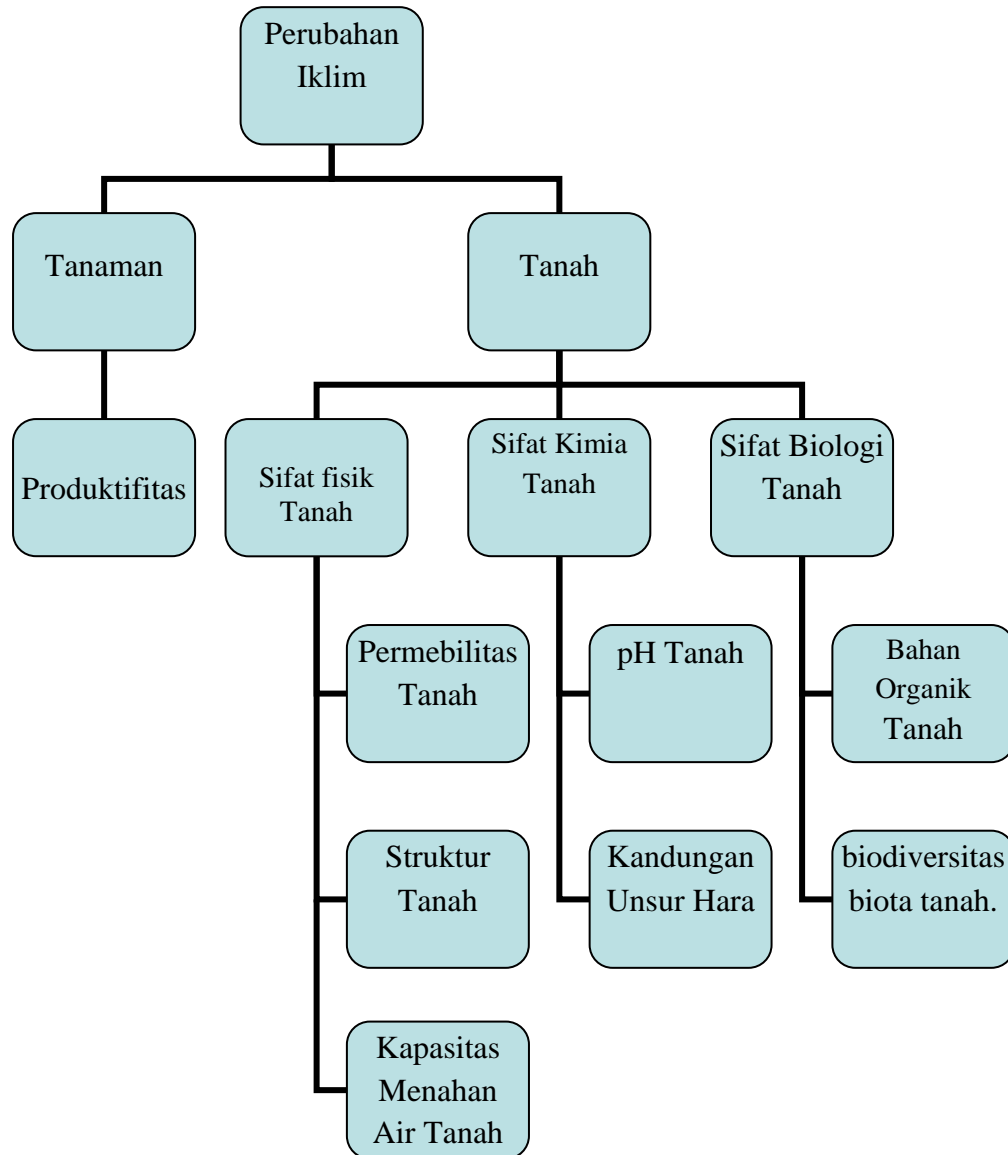 Perubahan
Iklim
Tanaman
Tanah
Produktifitas
Sifat fisik
Tanah
Sifat Kimia
Tanah
Sifat Biologi
Tanah
Permebilitas
Tanah
pH Tanah
Bahan
Organik
Tanah
Struktur
Tanah
Kandungan
Unsur Hara
biodiversitas
biota tanah.
Kapasitas
Menahan
Air Tanah